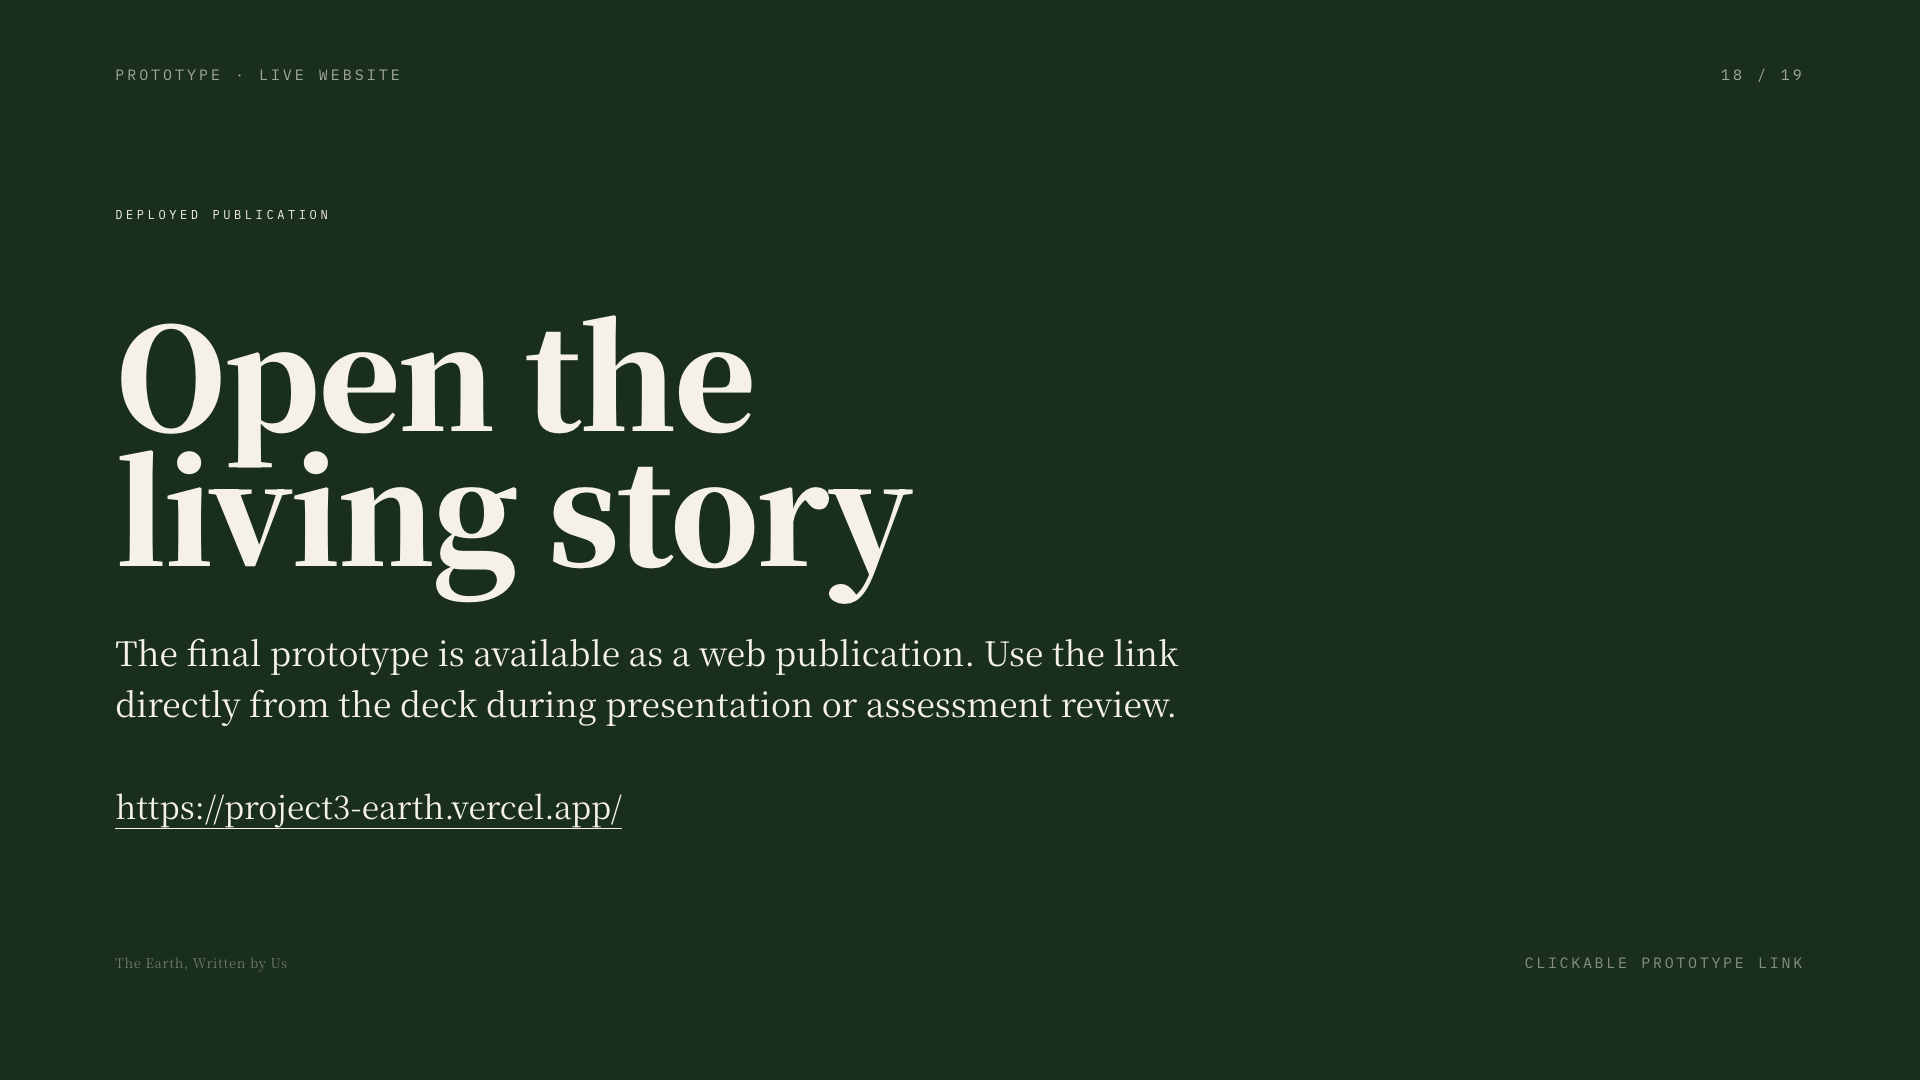 PROTOTYPE · LIVE WEBSITE
18 / 19
DEPLOYED PUBLICATION
Open the
living story
The final prototype is available as a web publication. Use the link
directly from the deck during presentation or assessment review.
https://project3-earth.vercel.app/
The Earth, Written by Us
CLICKABLE PROTOTYPE LINK